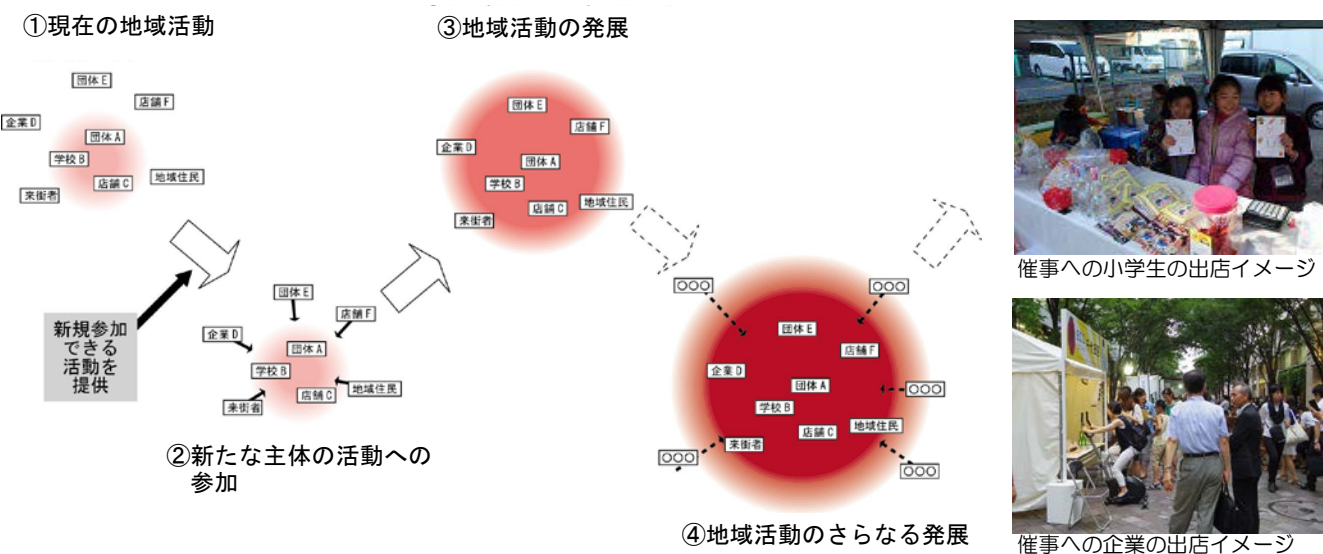 ①現在の地域活動
団体E
店舗F
企業D
団体A
学校B
店舗C
地域住民
来街者
新規参加
できる
活動を
提供
団体E
店舗F
企業D
団体A
学校B
店舗C
地域住民
来街者
②新たな主体の活動への
参加
③地域活動の発展
団体E
店舗F
企業D
団体A
学校B
店舗C
地域住民
来街者
○○○
○○○
団体E
店舗F
企業D
団体A
○○○
学校B
店舗C
地域住民
来街者
○○○
○○○
④地域活動のさらなる発展
催事への小学生の出店イメージ
催事への企業の出店イメージ